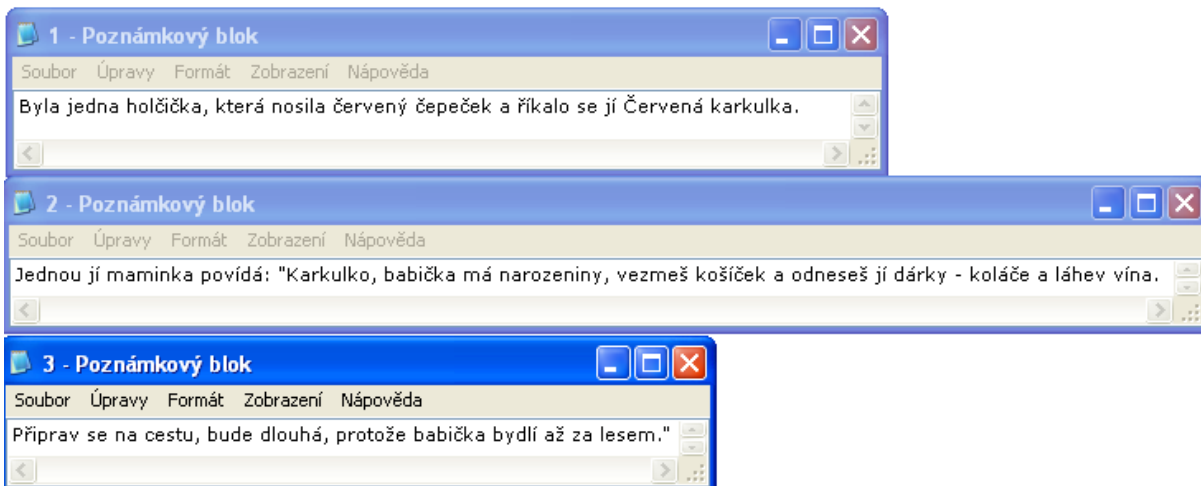 1 - Poznámkový blok
Soubor Úpravy Formát Zobrazení Nápověda
Byla jedna holčička, která nosila červený čepeček a říkalo se jí Červená karkulka.
2 - Poznámkový blok
Soubor Úpravy Formát Zobrazení Nápověda
Jednou jí maminka povídá: "Karkulko, babička má narozeniny, vezmeš košíček a odneseš jí dárky - koláče a láhev vína.
3 - Poznámkový blok
Soubor Úpravy Formát Zobrazení Nápověda
Připrav se na cestu, bude dlouhá, protože babička bydlí až za lesem."